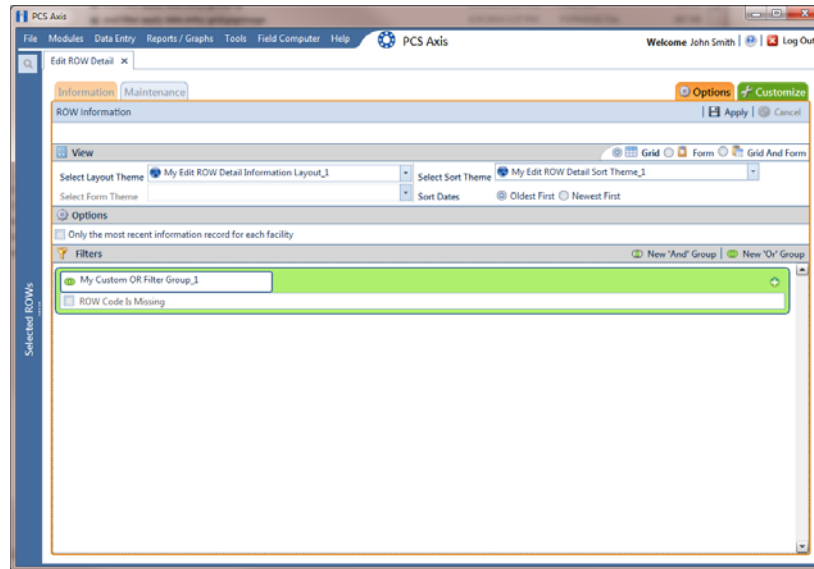 PCS Axis
File Modules Data Entry Reports / Graphs Tools Field Computer Help PCS Axis Welcome John Smith | | Log Out
Edit ROW Detail ×
Information Maintenance Options Customize
ROW Information | Apply | Cancel
View Grid Form Grid And Form
Select Layout Theme My Edit ROW Detail Information Layout_1 Select Sort Theme My Edit ROW Detail Sort Theme_1
Select Form Theme Sort Dates Oldest First Newest First
Options
Only the most recent information record for each facility
Filters New 'And' Group | New 'Or' Group
My Custom OR Filter Group_1
ROW Code Is Missing
Selected ROWs